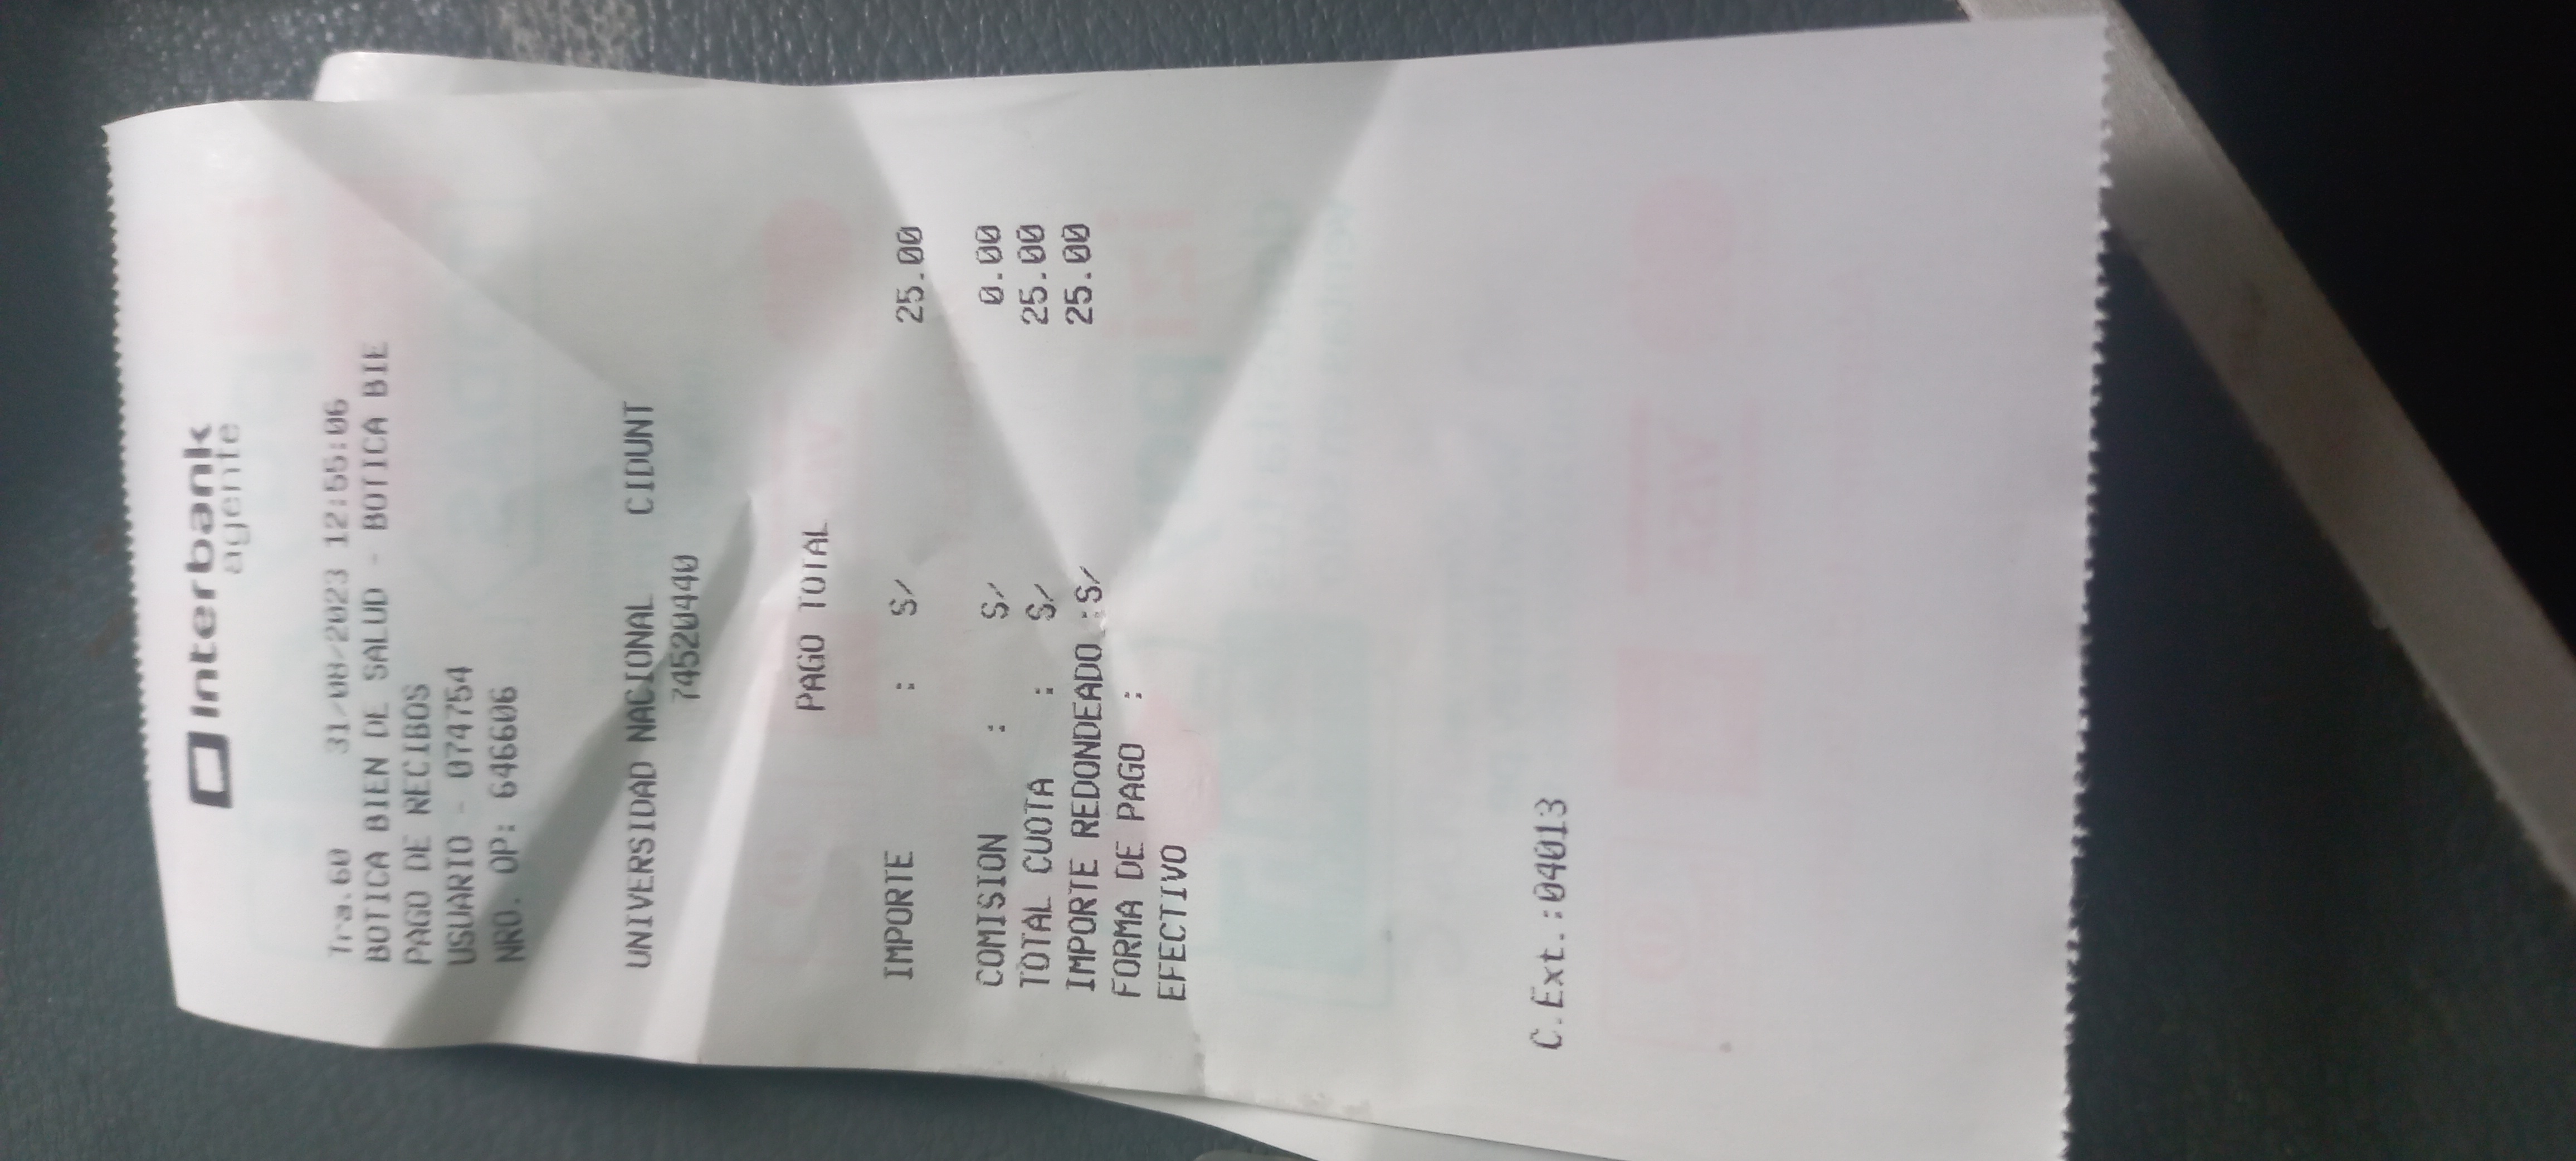 Interbank
agente
Tra.60 31/08/2023 12:55:06
BOTICA BIEN DE SALUD - BOTICA BIE
PAGO DE RECIBOS
USUARIO - 074754
NRO. OP: 646606
UNIVERSIDAD NACIONAL CIDUNT
74520440
PAGO TOTAL
IMPORTE : S/ 25.00
COMISION : S/ 0.00
TOTAL CUOTA : S/ 25.00
IMPORTE REDONDEADO :S/ 25.00
FORMA DE PAGO :
EFECTIVO
C.Ext.:04013